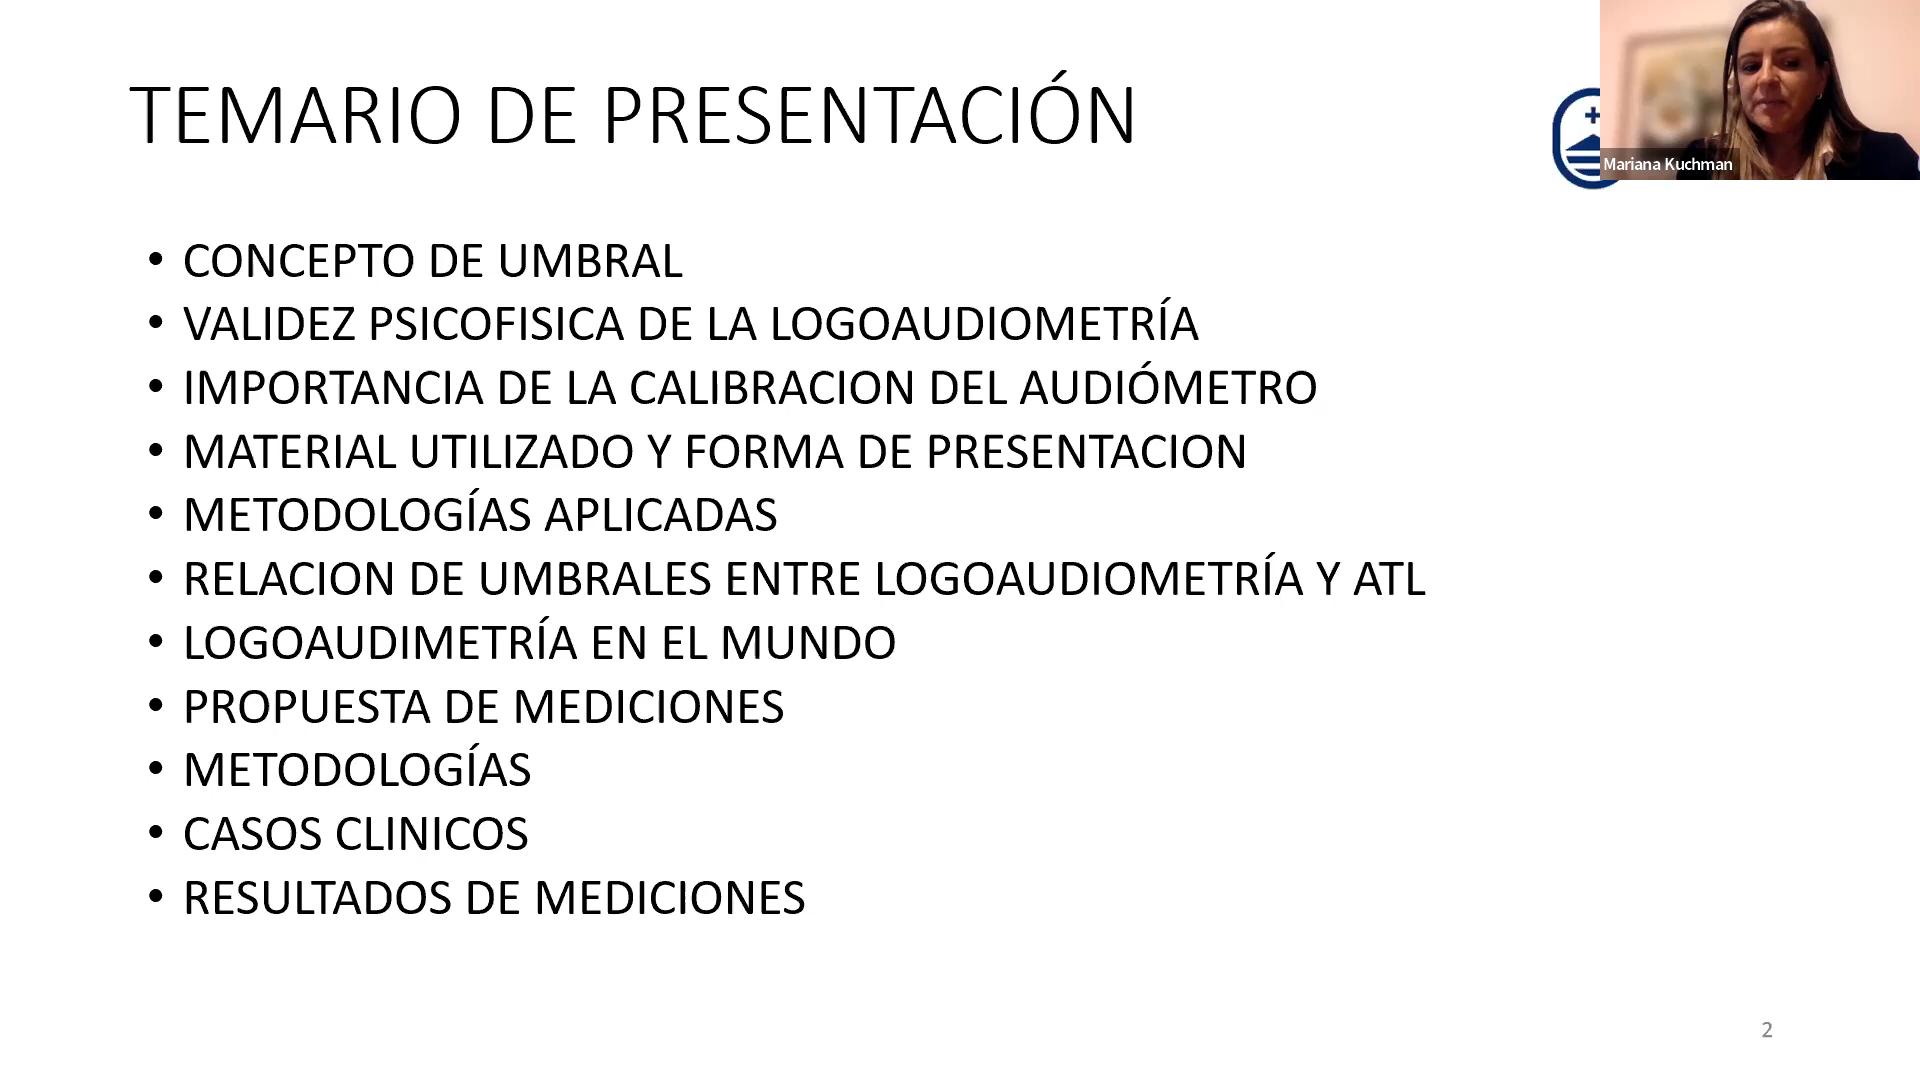 TEMARIO DE PRESENTACIÓN
Mariana Kuchman
• CONCEPTO DE UMBRAL
• VALIDEZ PSICOFISICA DE LA LOGOAUDIOMETRÍA
• IMPORTANCIA DE LA CALIBRACION DEL AUDIÓMETRO
• MATERIAL UTILIZADO Y FORMA DE PRESENTACION
• METODOLOGÍAS APLICADAS
• RELACION DE UMBRALES ENTRE LOGOAUDIOMETRÍA Y ATL
• LOGOAUDIMETRÍA EN EL MUNDO
• PROPUESTA DE MEDICIONES
• METODOLOGÍAS
• CASOS CLINICOS
• RESULTADOS DE MEDICIONES
2